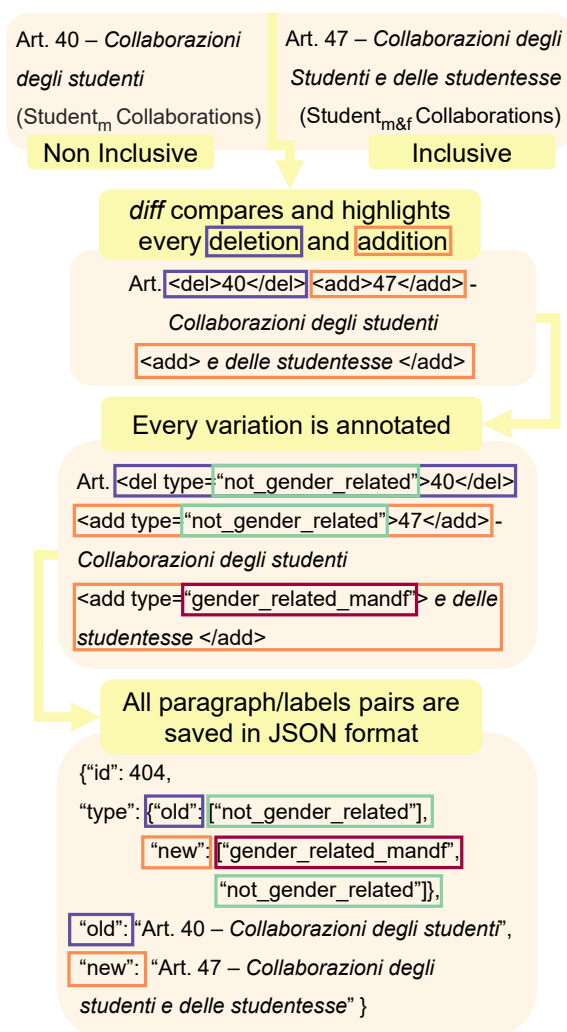 Art. 40 – Collaborazioni
degli studenti
(Studentm Collaborations)
Non Inclusive
Art. 47 – Collaborazioni degli
Studenti e delle studentesse
(Studentm&f Collaborations)
Inclusive
diff compares and highlights
every deletion and addition
Art. <del>40</del> <add>47</add> -
Collaborazioni degli studenti
<add> e delle studentesse </add>
Every variation is annotated
Art. <del type=“not_gender_related”>40</del>
<add type=“not_gender_related”>47</add> -
Collaborazioni degli studenti
<add type=“gender_related_mandf”> e delle
studentesse </add>
All paragraph/labels pairs are
saved in JSON format
{“id”: 404,
“type”: {“old”: [“not_gender_related”],
“new”: [“gender_related_mandf”,
“not_gender_related”]},
“old”: “Art. 40 – Collaborazioni degli studenti”,
“new”: “Art. 47 – Collaborazioni degli
studenti e delle studentesse” }